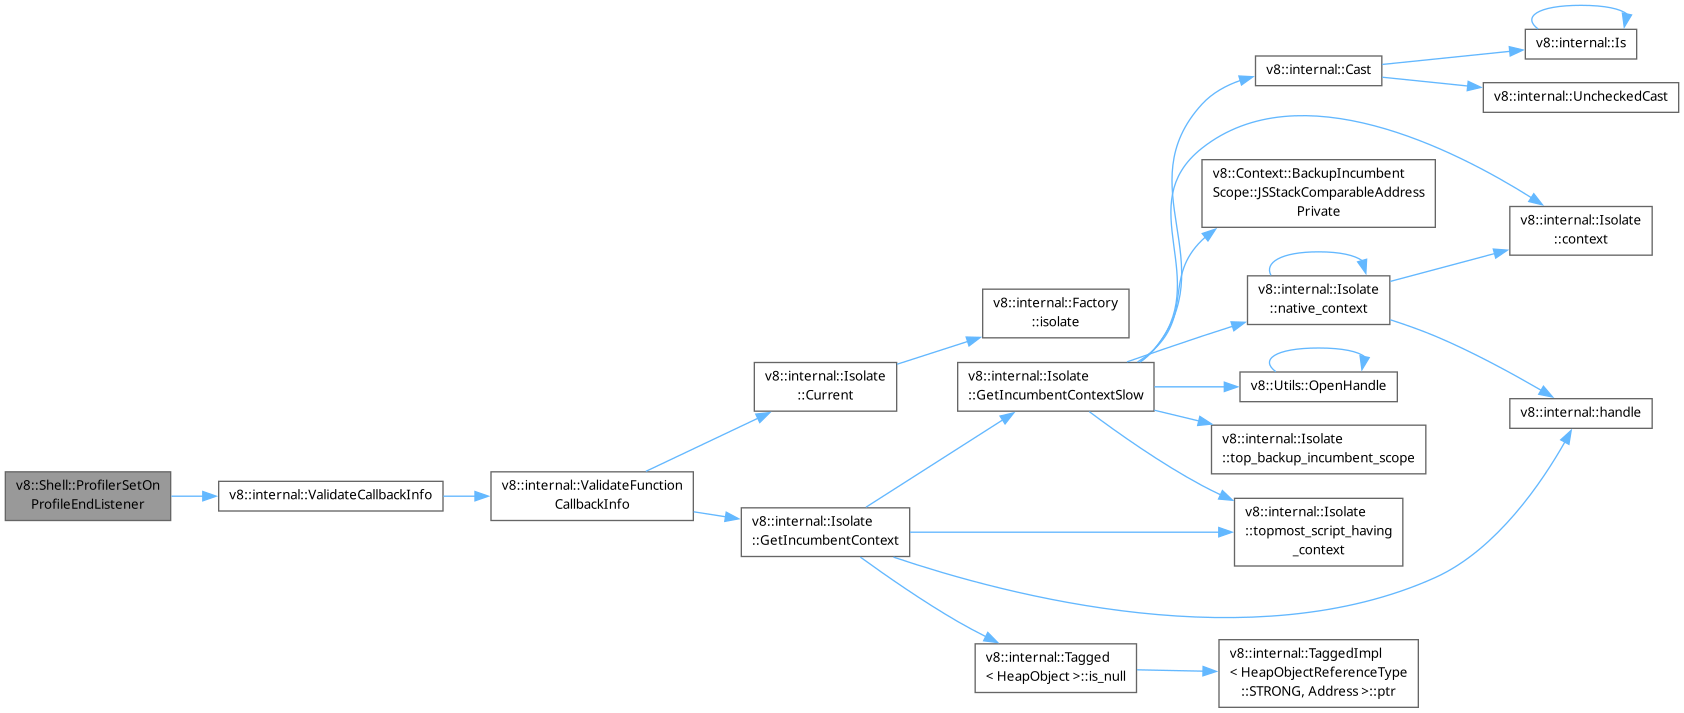 v8::Shell::ProfilerSetOn
ProfileEndListener
v8::internal::ValidateCallbackInfo
v8::internal::ValidateFunction
CallbackInfo
v8::internal::Isolate
::Current
v8::internal::Factory
::isolate
v8::internal::Isolate
::GetIncumbentContext
v8::internal::Isolate
::GetIncumbentContextSlow
v8::internal::Cast
v8::internal::Is
v8::internal::UncheckedCast
v8::Context::BackupIncumbent
Scope::JSStackComparableAddress
Private
v8::internal::Isolate
::context
v8::internal::Isolate
::native_context
v8::Utils::OpenHandle
v8::internal::handle
v8::internal::Isolate
::top_backup_incumbent_scope
v8::internal::Isolate
::topmost_script_having
_context
v8::internal::Tagged
< HeapObject >::is_null
v8::internal::TaggedImpl
< HeapObjectReferenceType
::STRONG, Address >::ptr